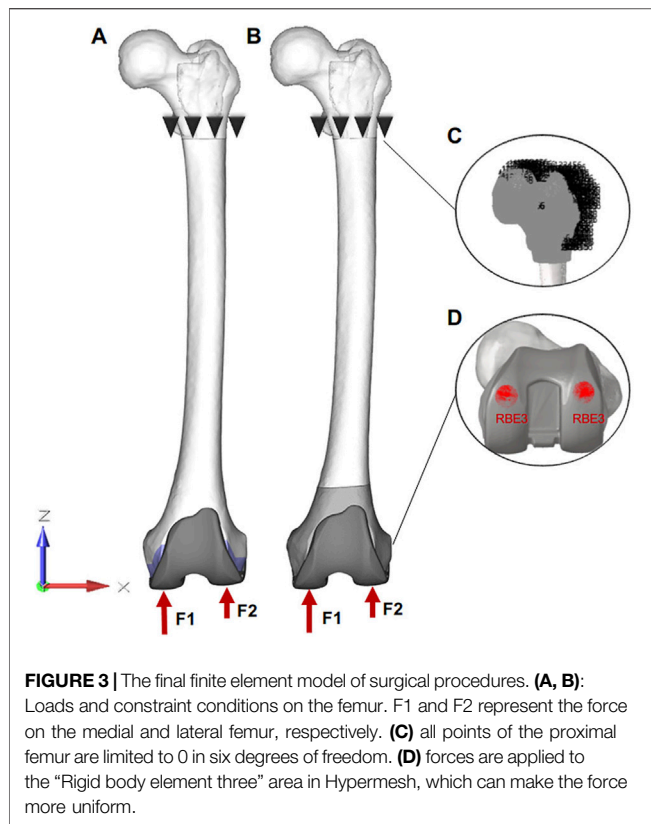 A
B
C
.6
D
RBE3
RBE3
Z
X
F1
F2
F1
F2
FIGURE 3 | The final finite element model of surgical procedures. (A, B):
Loads and constraint conditions on the femur. F1 and F2 represent the force
on the medial and lateral femur, respectively. (C) all points of the proximal
femur are limited to 0 in six degrees of freedom. (D) forces are applied to
the “Rigid body element three” area in Hypermesh, which can make the force
more uniform.